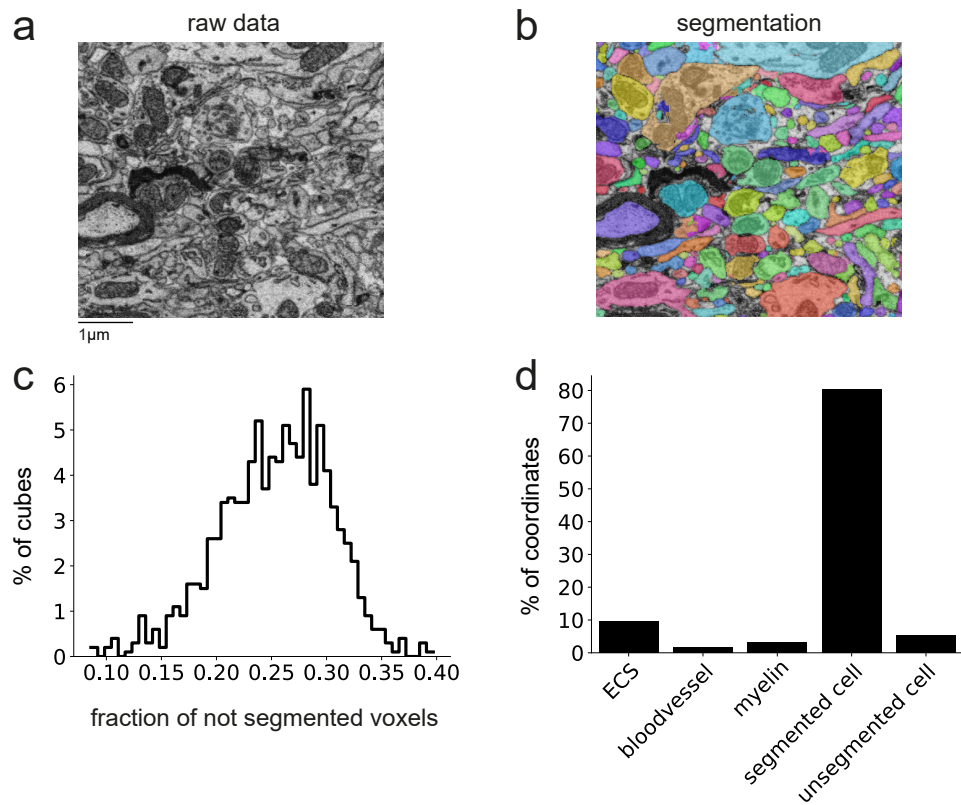 a
raw data
1µm
b
segmentation
c
% of cubes
6
5
4
3
2
1
0
0.10 0.15 0.20 0.25 0.30 0.35 0.40
fraction of not segmented voxels
d
% of coordinates
80
70
60
50
40
30
20
10
0
ECS
bloodvessel
myelin
segmented cell
unsegmented cell